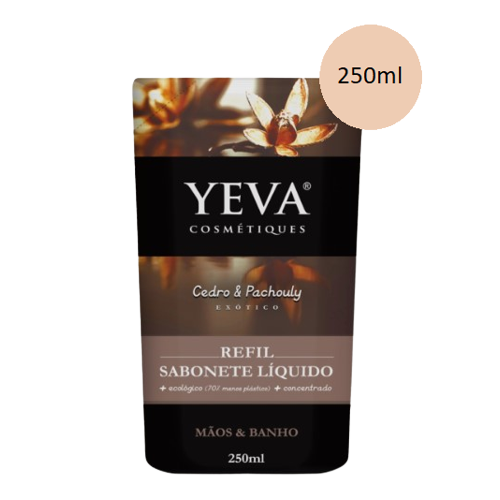 250ml
YEVA®
COSMÉTIQUES
Cedro & Pachouly
EXÓTICO
REFIL
SABONETE LÍQUIDO
+ ecológico (70% menos plástico) + concentrado
MÃOS & BANHO
250ml